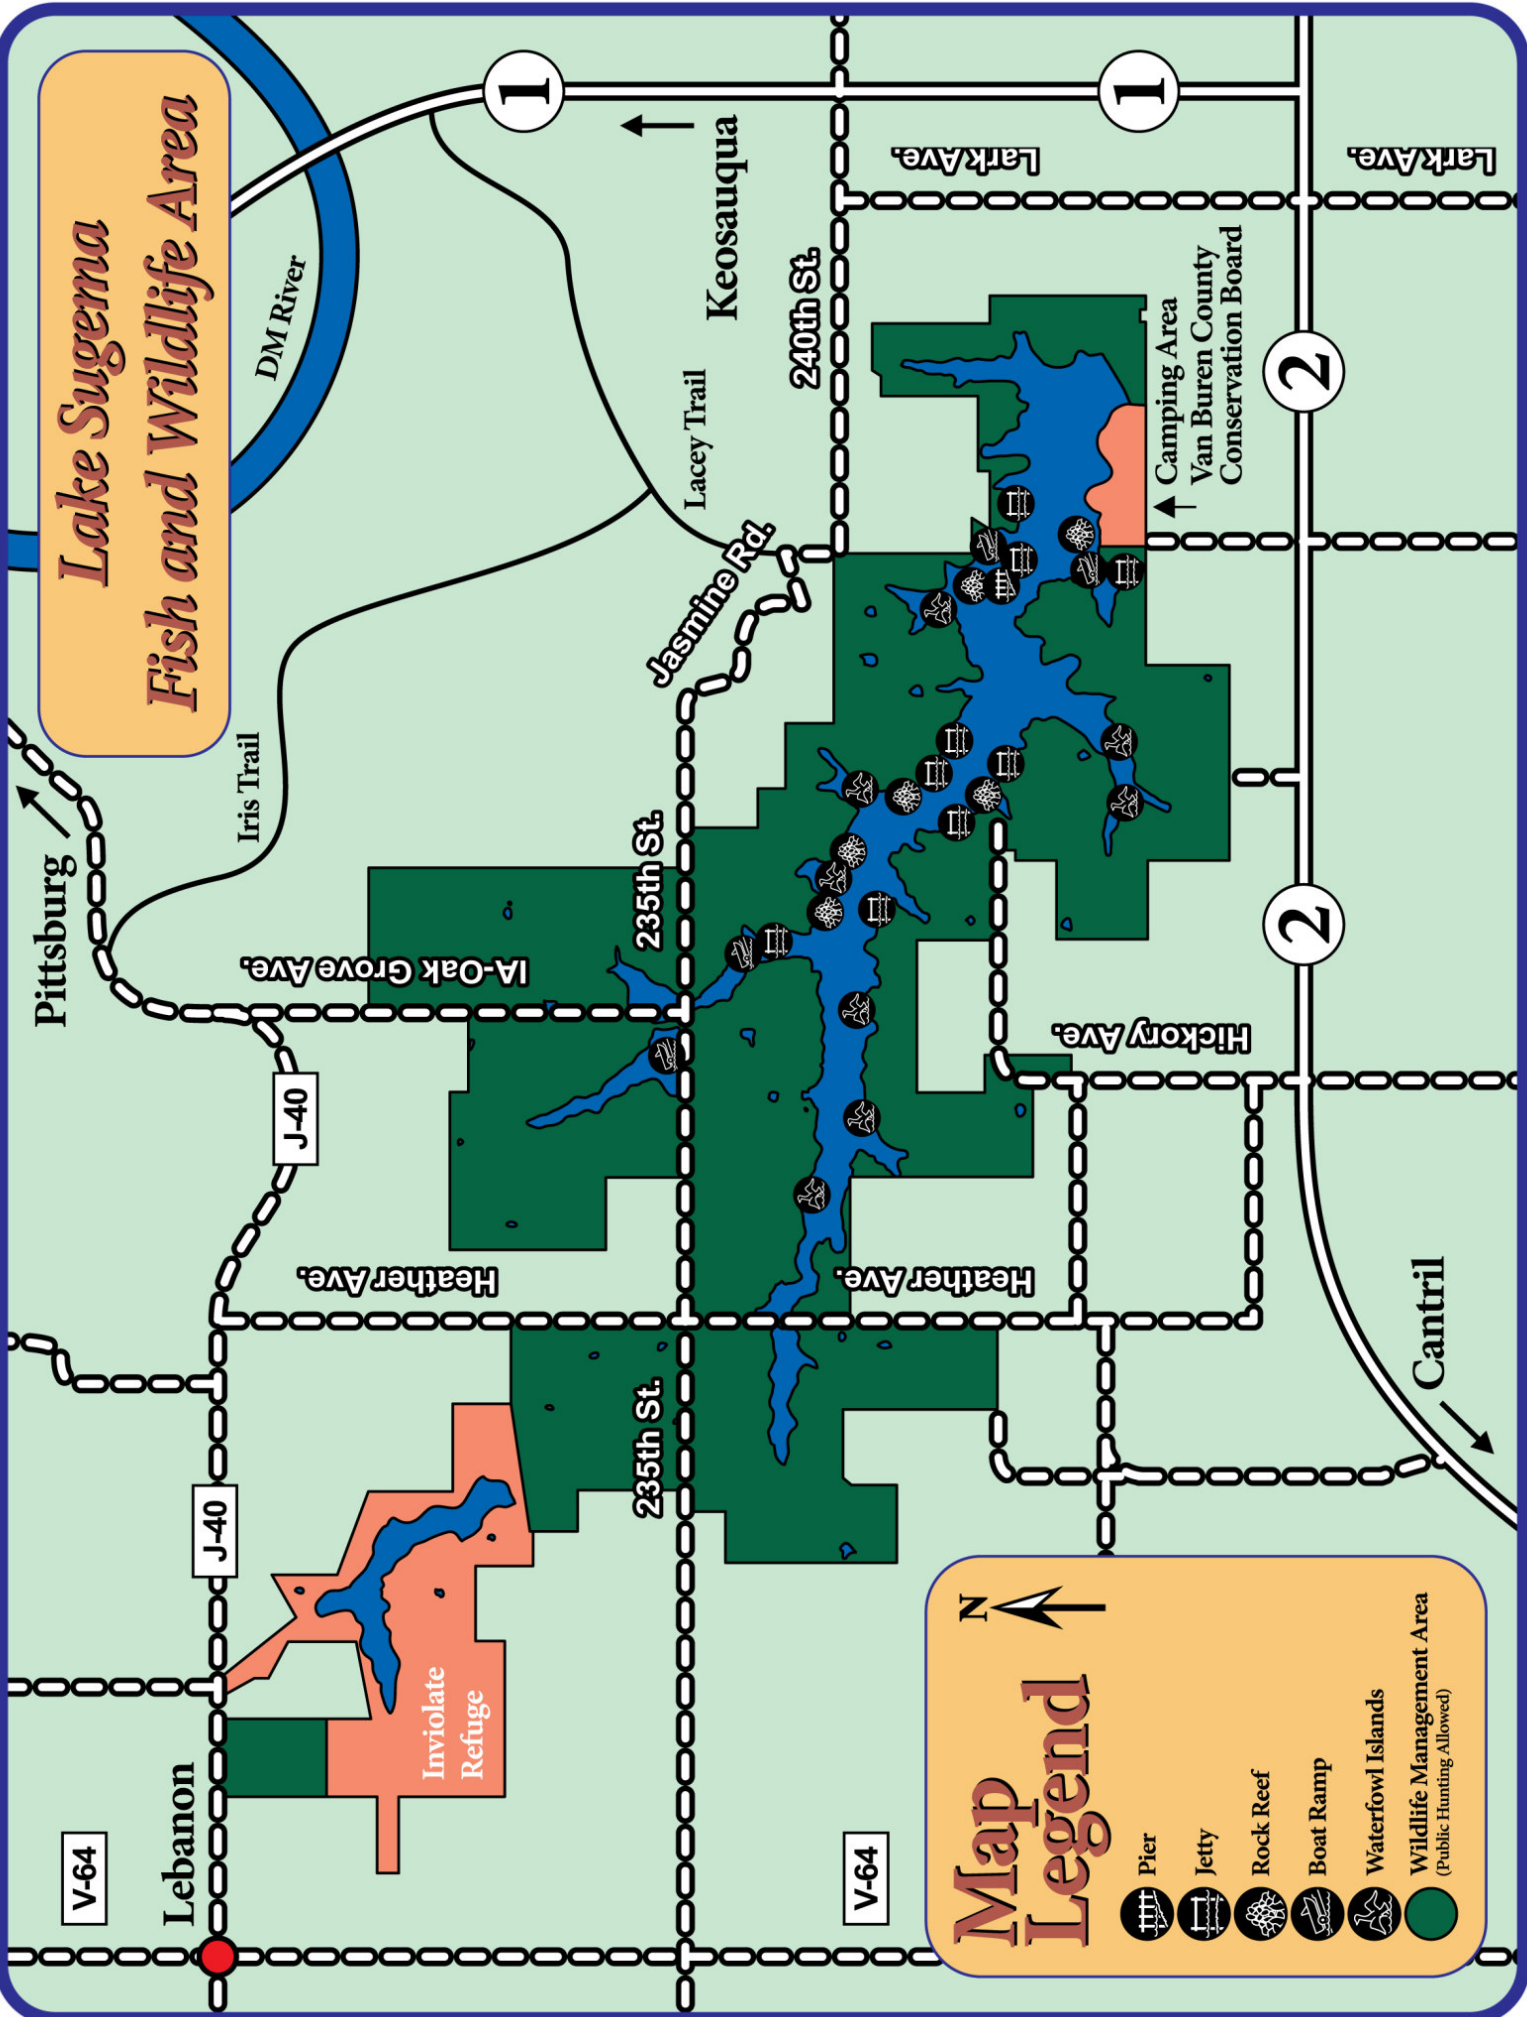 Lake Sugema
Fish and Wildlife Area
DM River
Pittsburg
Iris Trail
Lacey Trail
Keosauqua
1
1
Lebanon
V-64
J-40
J-40
IA-Oak Grove Ave.
Heather Ave.
Heather Ave.
235th St.
235th St.
Jasmine Rd.
240th St.
Lark Ave.
Lark Ave.
Hickory Ave.
Inviolate
Refuge
Camping Area
Van Buren County
Conservation Board
2
2
Cantril
V-64
Map
Legend
N
Pier
Jetty
Rock Reef
Boat Ramp
Waterfowl Islands
Wildlife Management Area
(Public Hunting Allowed)